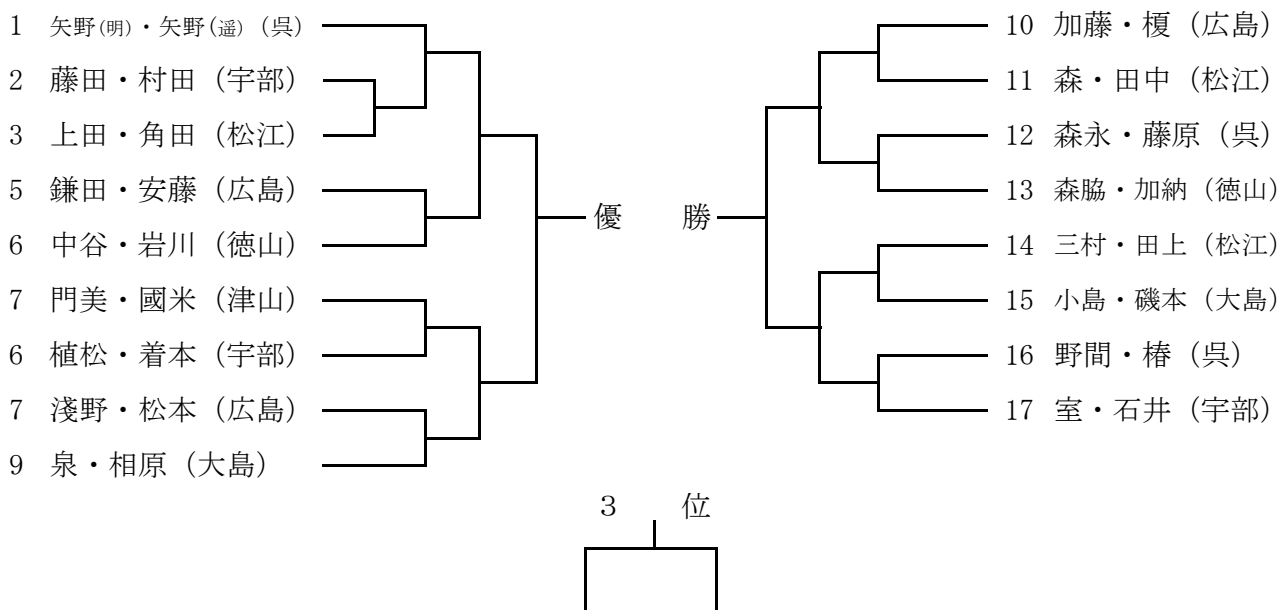 1 矢野(明)・矢野(遥)(呉)
2 藤田・村田(宇部)
3 上田・角田(松江)
5 鎌田・安藤(広島)
6 中谷・岩川(徳山)
7 門美・國米(津山)
6 植松・着本(宇部)
7 淺野・松本(広島)
9 泉・相原(大島)
優 勝
10 加藤・榎(広島)
11 森・田中(松江)
12 森永・藤原(呉)
13 森脇・加納(徳山)
14 三村・田上(松江)
15 小島・磯本(大島)
16 野間・椿(呉)
17 室・石井(宇部)
3 位